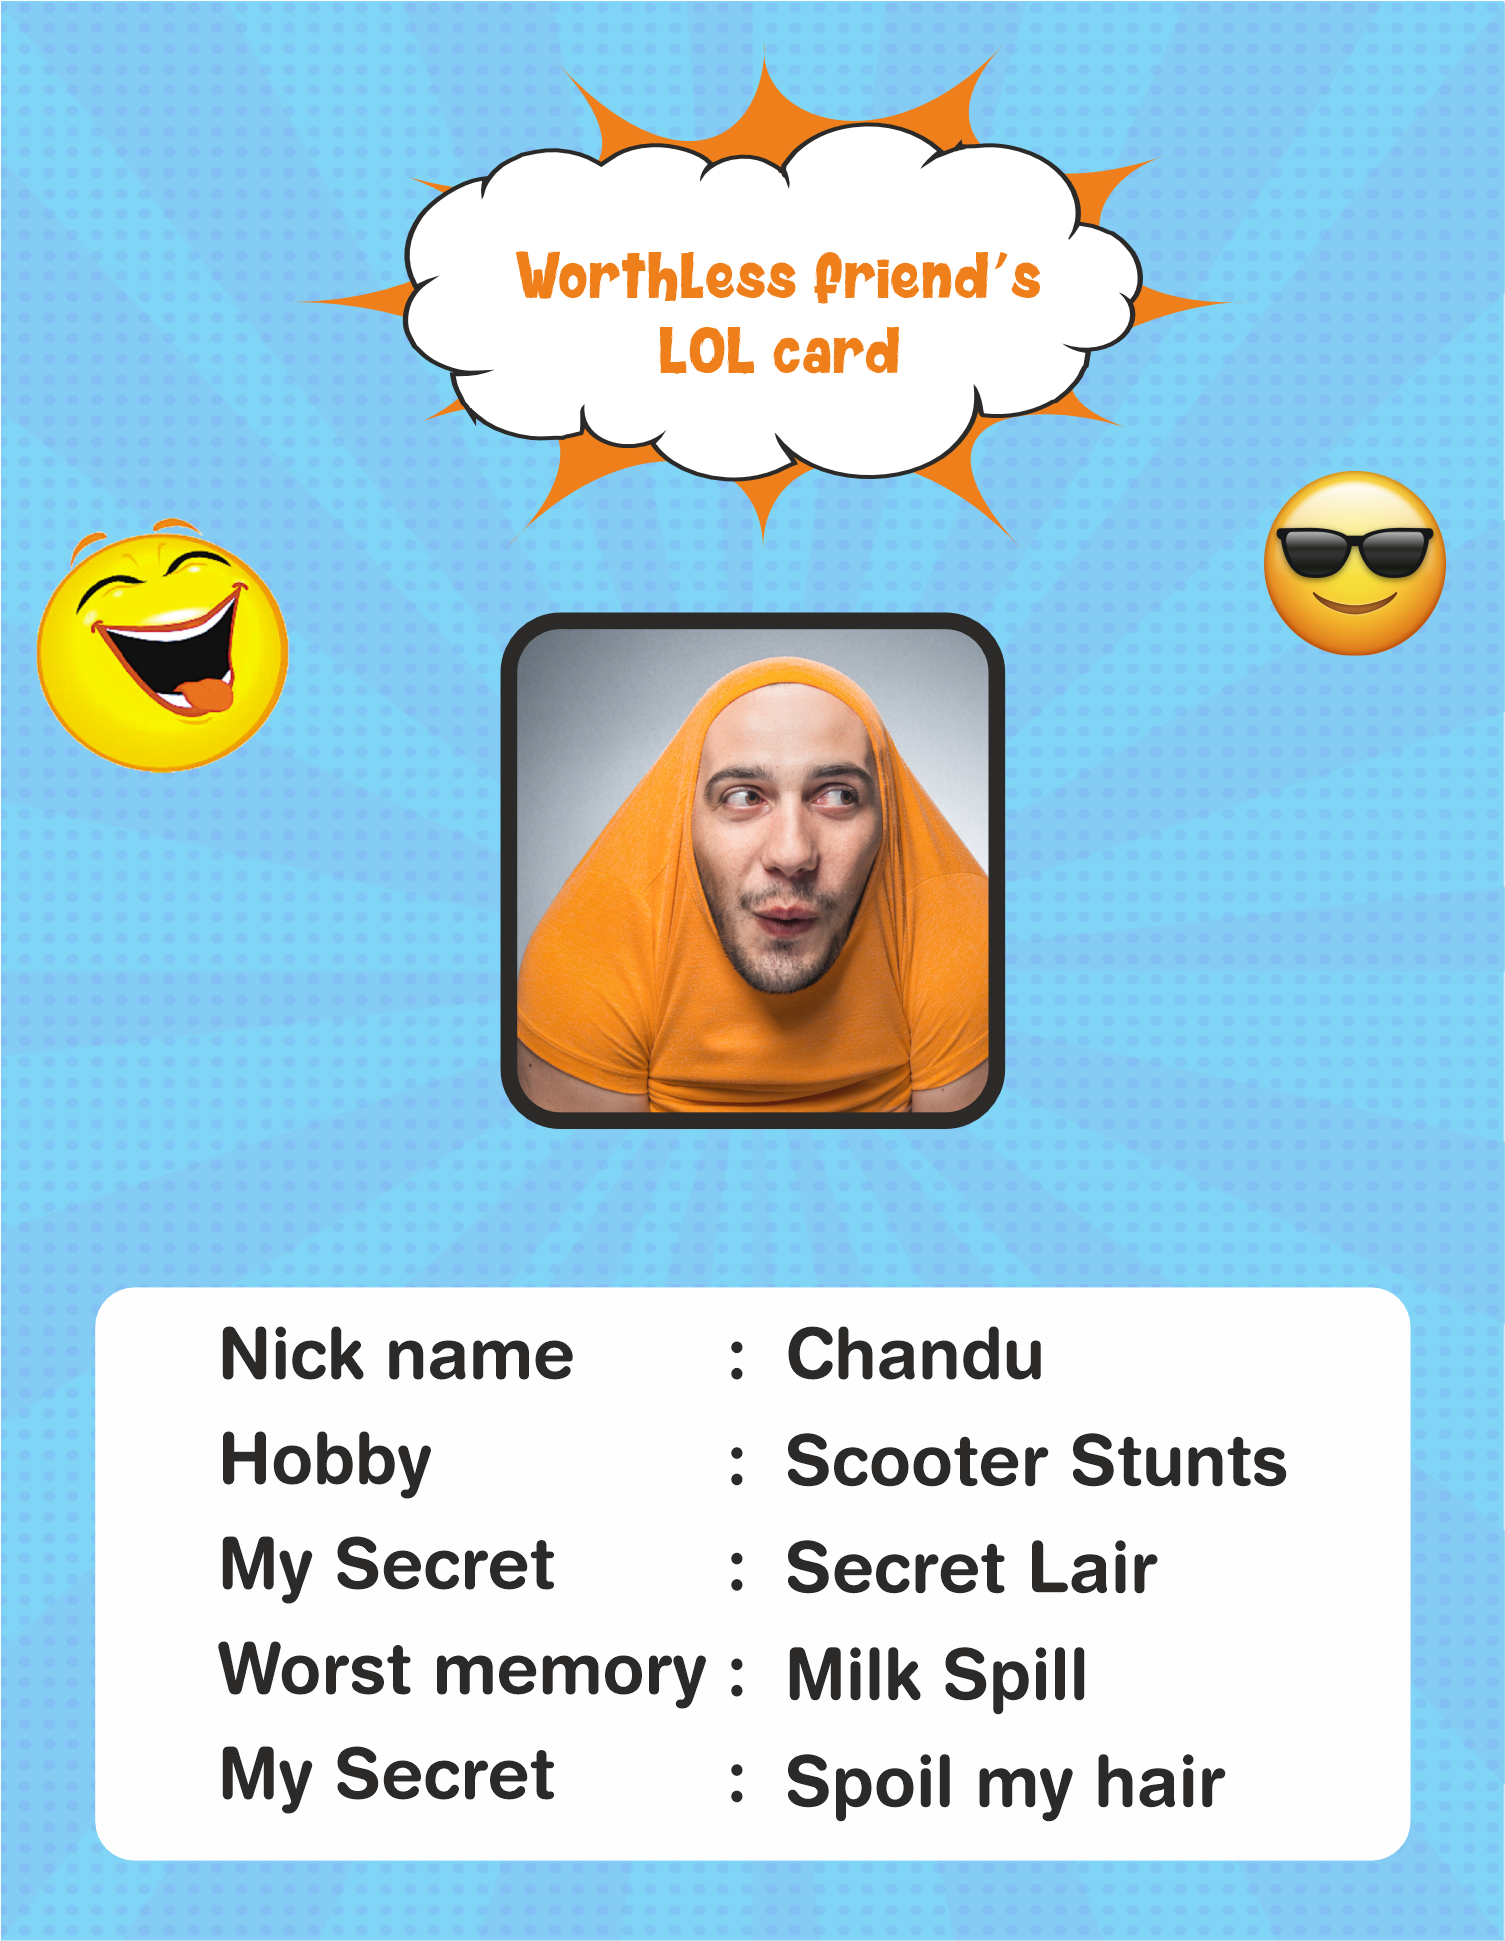 WorthLess friend's
LOL card
Nick name : Chandu
Hobby : Scooter Stunts
My Secret : Secret Lair
Worst memory : Milk Spill
My Secret : Spoil my hair